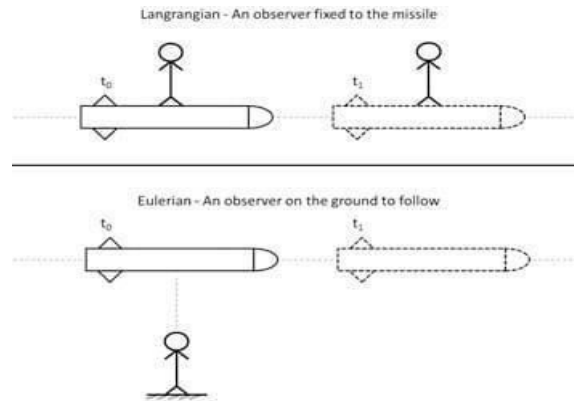 Langrangian - An observer fixed to the missile
t₀ t₁
Eulerian - An observer on the ground to follow
t₀ t₁